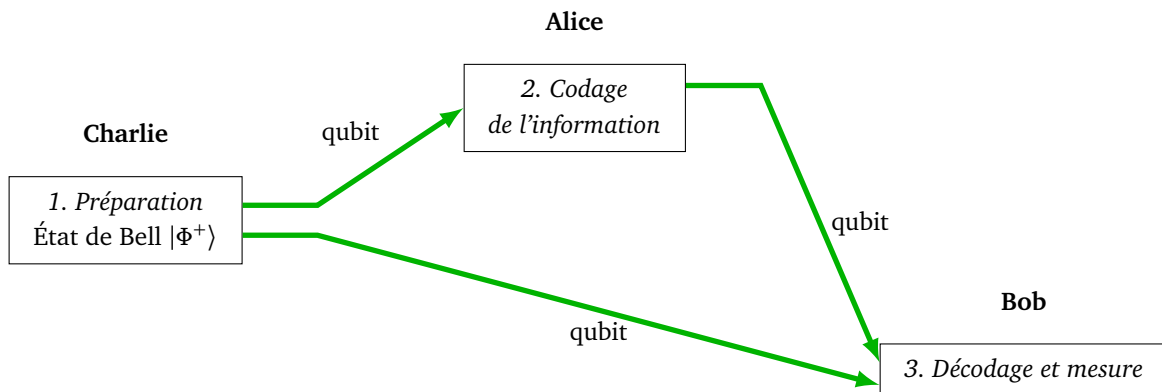 Alice
2. Codage
de l'information
Charlie
qubit
1. Préparation
État de Bell |Φ⁺⟩
qubit
Bob
qubit
3. Décodage et mesure